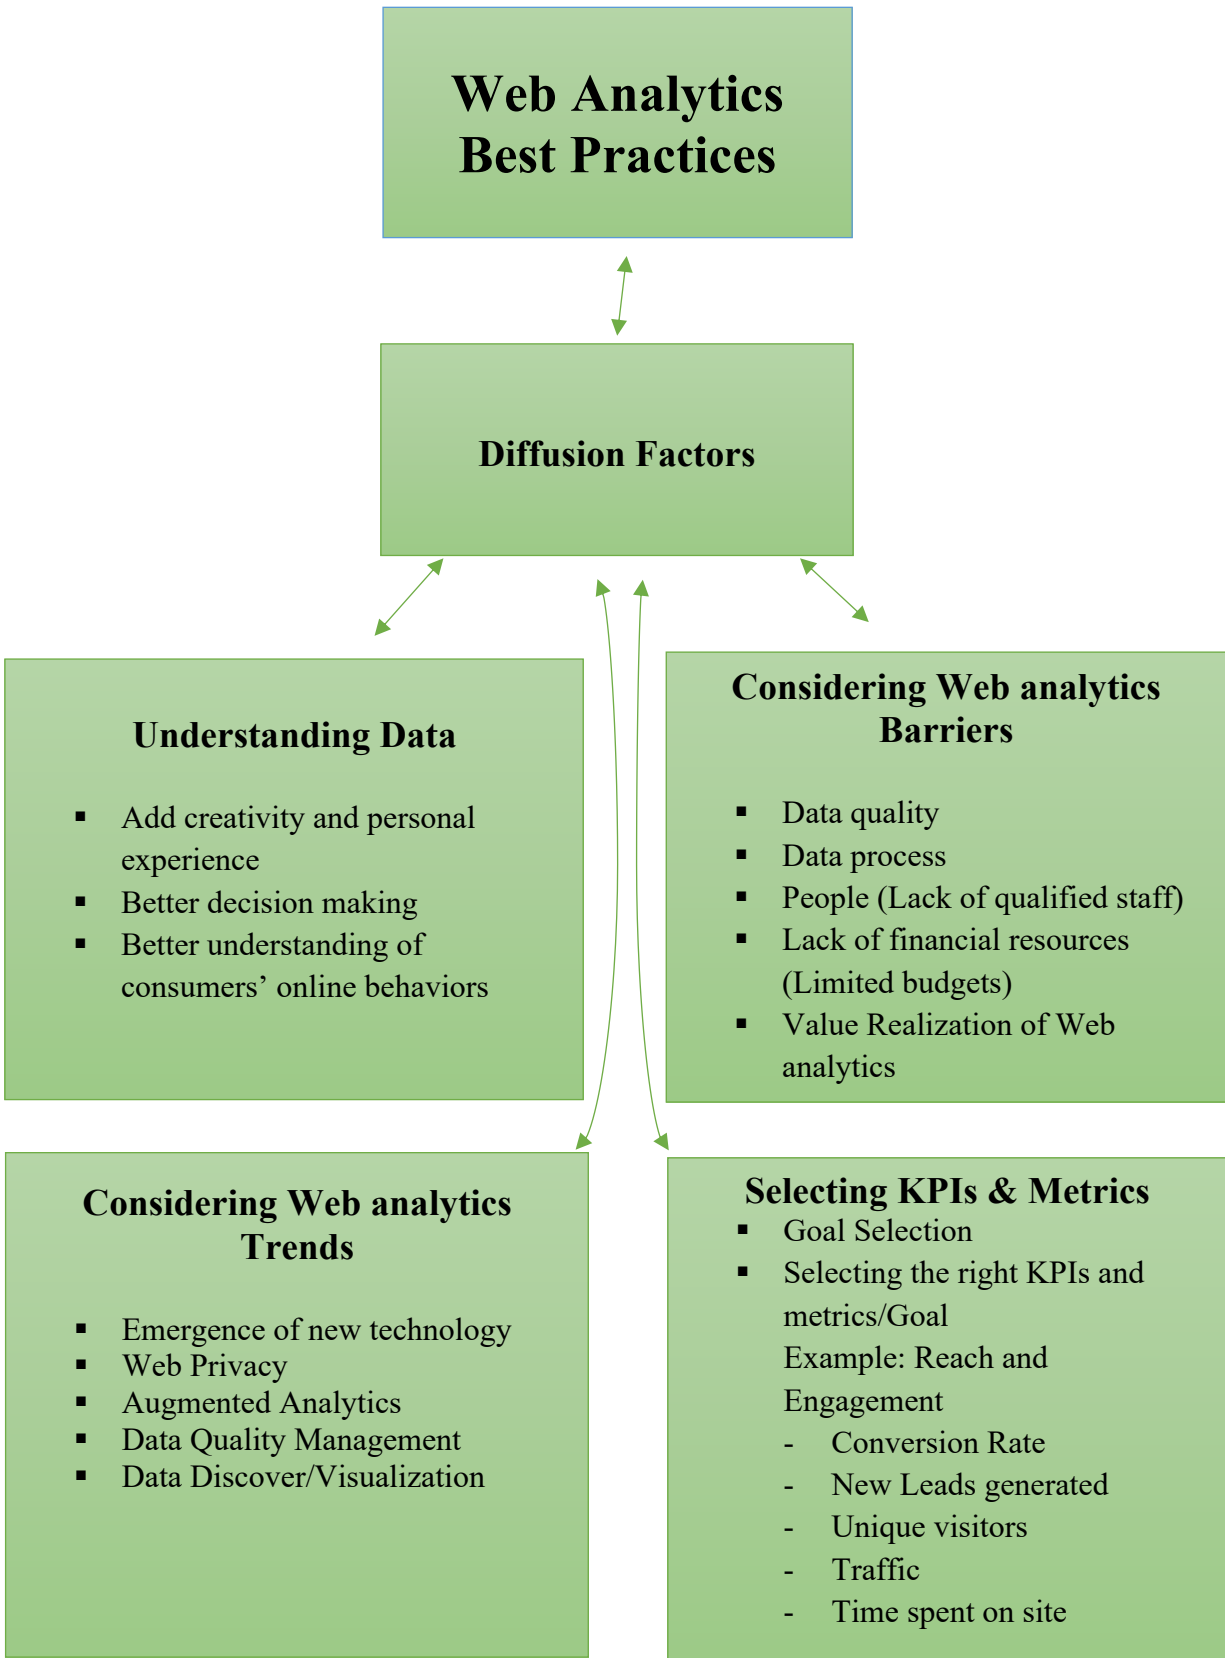 Web Analytics
Best Practices
Diffusion Factors
Understanding Data
▪ Add creativity and personal
experience
▪ Better decision making
▪ Better understanding of
consumers’ online behaviors
Considering Web analytics
Barriers
▪ Data quality
▪ Data process
▪ People (Lack of qualified staff)
▪ Lack of financial resources
(Limited budgets)
▪ Value Realization of Web
analytics
Considering Web analytics
Trends
▪ Emergence of new technology
▪ Web Privacy
▪ Augmented Analytics
▪ Data Quality Management
▪ Data Discover/Visualization
Selecting KPIs & Metrics
▪ Goal Selection
▪ Selecting the right KPIs and
metrics/Goal
Example: Reach and
Engagement
- Conversion Rate
- New Leads generated
- Unique visitors
- Traffic
- Time spent on site